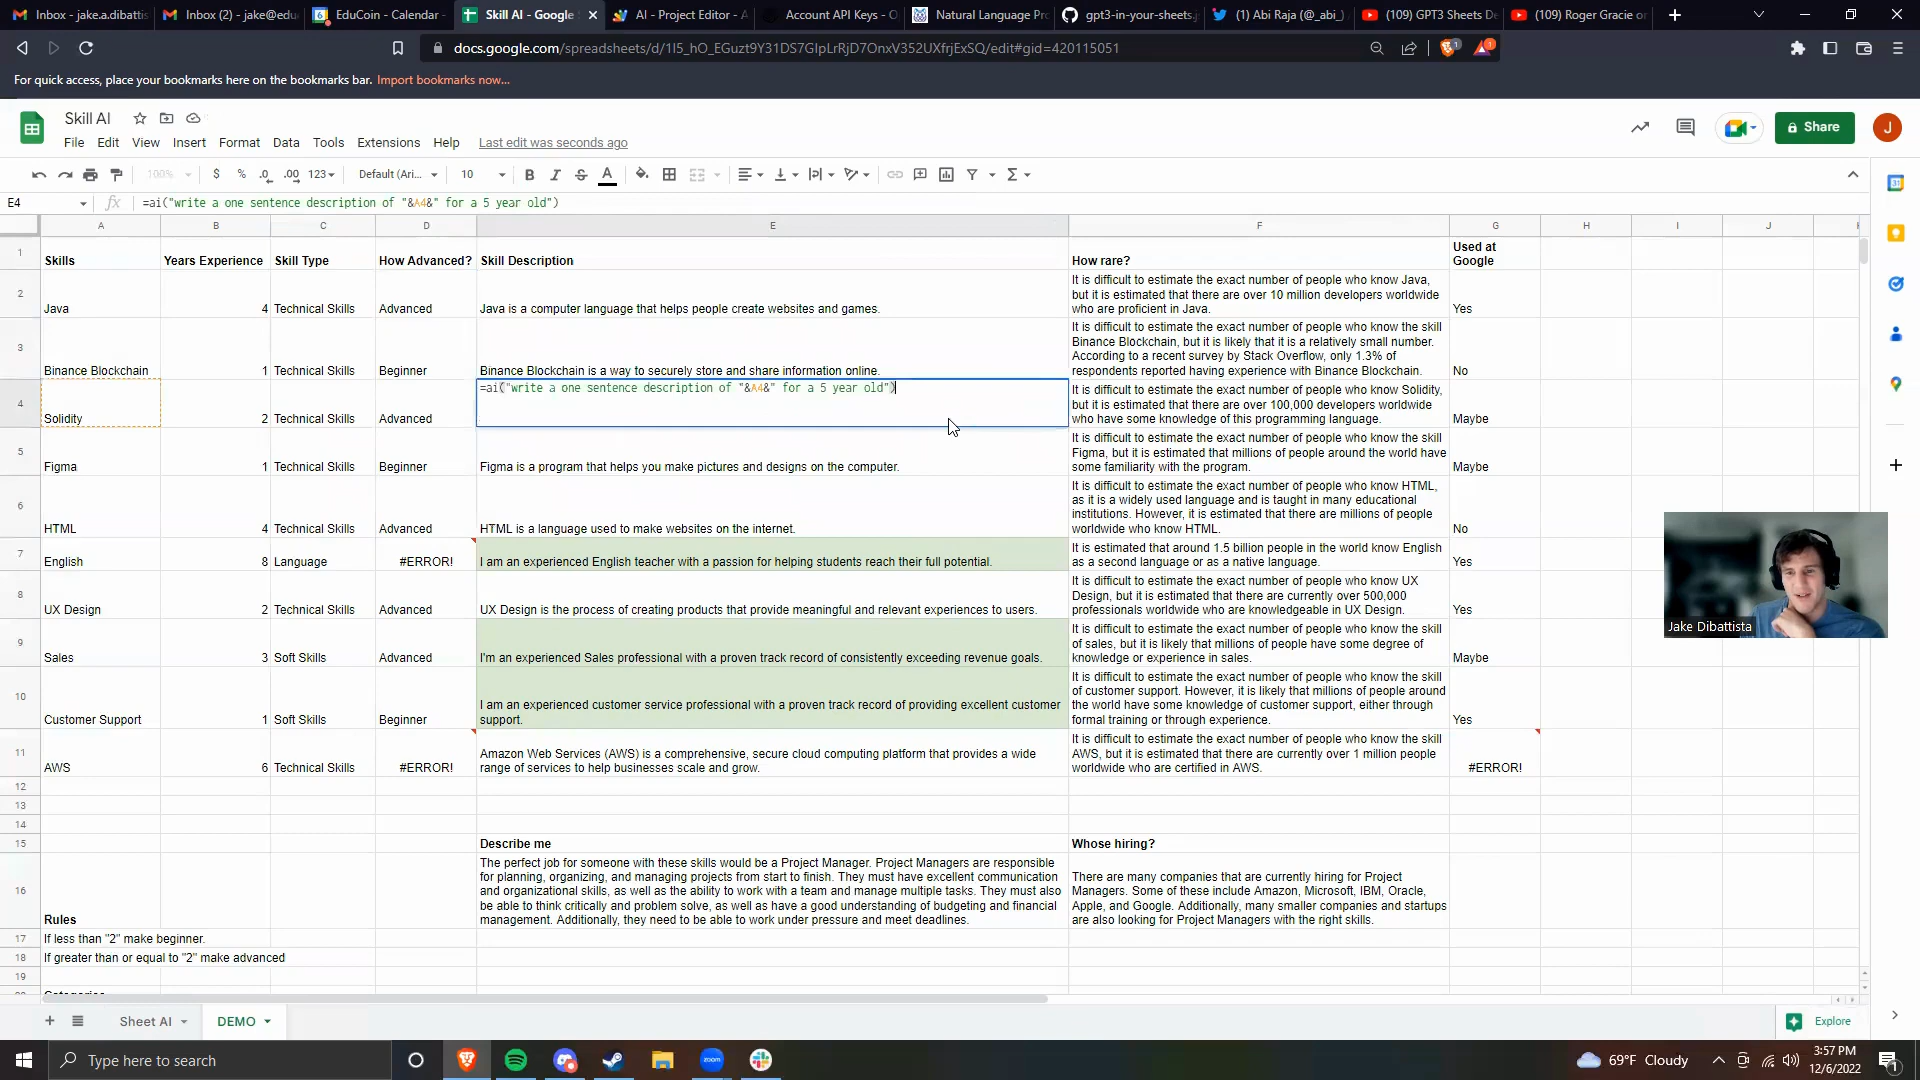 Inbox - jake.a.dibattis
Inbox (2) - jake@edu
EduCoin - Calendar
Skill AI - Google
AI - Project Editor - A
Account API Keys - O
Natural Language Pro
gpt3-in-your-sheets.
(1) Abi Raja (@_abi_)
(109) GPT3 Sheets De
(109) Roger Gracie on
docs.google.com/spreadsheets/d/1I5_hO_EGuzt9Y31DS7GIpLrRjD7OnxV352UXfrjExSQ/edit#gid=420115051
For quick access, place your bookmarks here on the bookmarks bar. Import bookmarks now...
Skill AI
File Edit View Insert Format Data Tools Extensions Help Last edit was seconds ago
Share
J
100% $ % .0 .00 123 Default (Ari... 10 B I S A
E4 fx =ai("write a one sentence description of "&A4&" for a 5 year old")
A B C D E F G H I J
1 Skills Years Experience Skill Type How Advanced? Skill Description How rare? Used at Google
2 Java 4 Technical Skills Advanced Java is a computer language that helps people create websites and games.
It is difficult to estimate the exact number of people who know Java,
but it is estimated that there are over 10 million developers worldwide
who are proficient in Java.
Yes
3 Binance Blockchain 1 Technical Skills Beginner Binance Blockchain is a way to securely store and share information online.
It is difficult to estimate the exact number of people who know the skill
Binance Blockchain, but it is likely that it is a relatively small number.
According to a recent survey by Stack Overflow, only 1.3% of
respondents reported having experience with Binance Blockchain.
No
4 Solidity 2 Technical Skills Advanced =ai("write a one sentence description of "&A4&" for a 5 year old")
It is difficult to estimate the exact number of people who know Solidity,
but it is estimated that there are over 100,000 developers worldwide
who have some knowledge of this programming language.
Maybe
5 Figma 1 Technical Skills Beginner Figma is a program that helps you make pictures and designs on the computer.
It is difficult to estimate the exact number of people who know the skill
Figma, but it is estimated that millions of people around the world have
some familiarity with the program.
Maybe
6 HTML 4 Technical Skills Advanced HTML is a language used to make websites on the internet.
It is difficult to estimate the exact number of people who know HTML,
as it is a widely used language and is taught in many educational
institutions. However, it is estimated that there are millions of people
worldwide who know HTML.
No
7 English 8 Language #ERROR! I am an experienced English teacher with a passion for helping students reach their full potential.
It is estimated that around 1.5 billion people in the world know English
as a second language or as a native language.
Yes
8 UX Design 2 Technical Skills Advanced UX Design is the process of creating products that provide meaningful and relevant experiences to users.
It is difficult to estimate the exact number of people who know UX
Design, but it is estimated that there are currently over 500,000
professionals worldwide who are knowledgeable in UX Design.
Yes
9 Sales 3 Soft Skills Advanced I'm an experienced Sales professional with a proven track record of consistently exceeding revenue goals.
It is difficult to estimate the exact number of people who know the skill
of sales, but it is likely that millions of people have some degree of
knowledge or experience in sales.
Maybe
10 Customer Support 1 Soft Skills Beginner
I am an experienced customer service professional with a proven track record of providing excellent customer
support.
It is difficult to estimate the exact number of people who know the skill
of customer support. However, it is likely that millions of people around
the world have some knowledge of customer support, either through
formal training or through experience.
Yes
11 AWS 6 Technical Skills #ERROR!
Amazon Web Services (AWS) is a comprehensive, secure cloud computing platform that provides a wide
range of services to help businesses scale and grow.
It is difficult to estimate the exact number of people who know the skill
AWS, but it is estimated that there are currently over 1 million people
worldwide who are certified in AWS.
#ERROR!
Jake Dibattista
12
13
14
15 Describe me Whose hiring?
16 Rules
The perfect job for someone with these skills would be a Project Manager. Project Managers are responsible
for planning, organizing, and managing projects from start to finish. They must have excellent communication
and organizational skills, as well as the ability to work with a team and manage multiple tasks. They must also
be able to think critically and problem solve, as well as have a good understanding of budgeting and financial
management. Additionally, they need to be able to work under pressure and meet deadlines.
There are many companies that are currently hiring for Project
Managers. Some of these include Amazon, Microsoft, IBM, Oracle,
Apple, and Google. Additionally, many smaller companies and startups
are also looking for Project Managers with the right skills.
17 If less than "2" make beginner.
18 If greater than or equal to "2" make advanced
19
Sheet AI DEMO Explore
Type here to search
zoom
69°F Cloudy
3:57 PM
12/6/2022